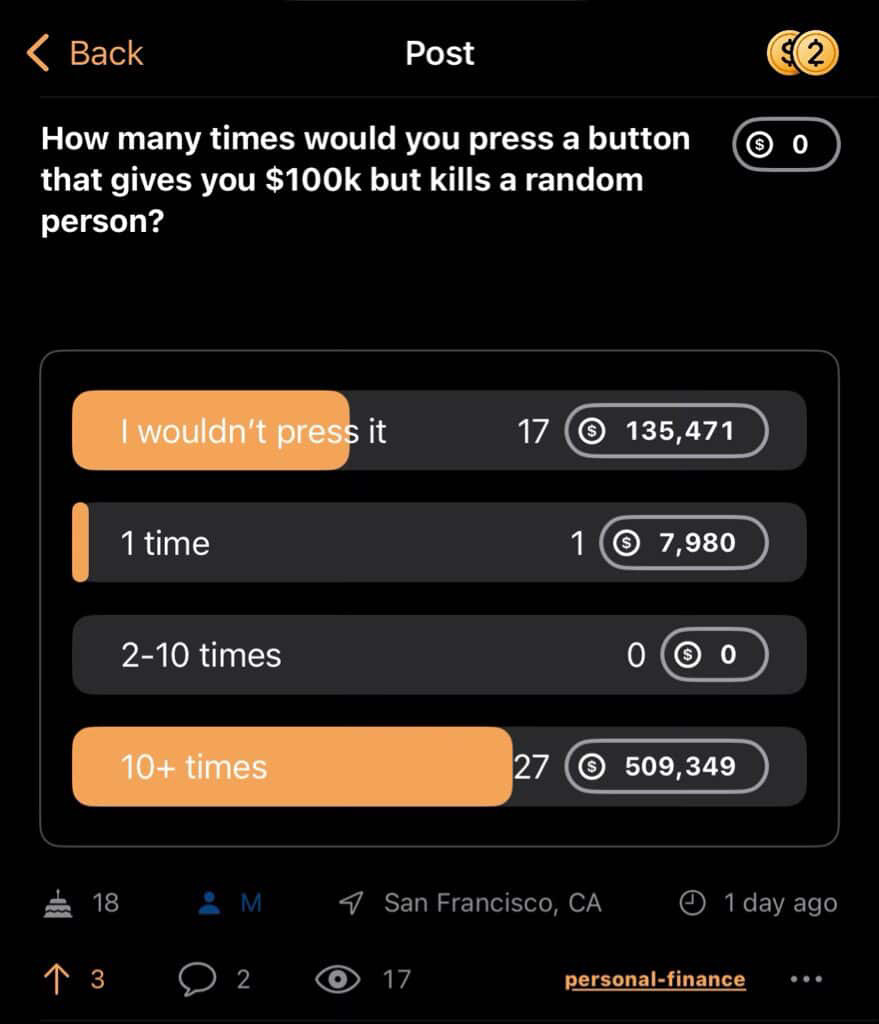 Back
Post
$ 2
How many times would you press a button
that gives you $100k but kills a random
person?
$ 0
I wouldn't press it 17 $ 135,471
1 time 1 $ 7,980
2-10 times 0 $ 0
10+ times 27 $ 509,349
18 M San Francisco, CA 1 day ago
3 2 17 personal-finance ...